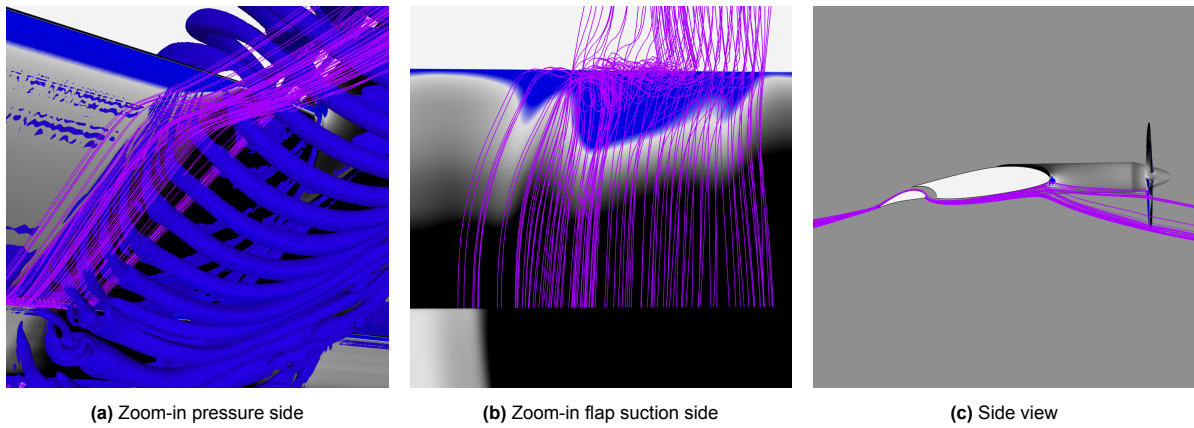 (a) Zoom-in pressure side
(b) Zoom-in flap suction side
(c) Side view